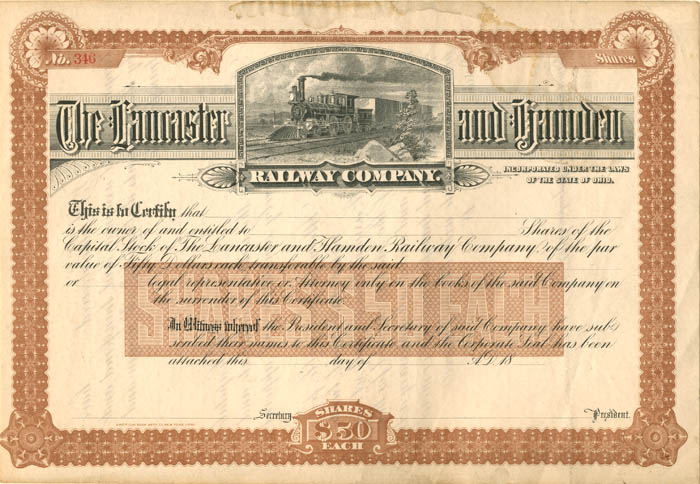 No. 346
Shares
The Lancaster and Hamden
RAILWAY COMPANY.
INCORPORATED UNDER THE LAWS
OF THE STATE OF OHIO.
This is to Certify that
is the owner of and entitled to Shares of the
Capital Stock of The Lancaster and Hamden Railway Company, of the par
value of Fifty Dollars each transferable by the said
or legal representative or Attorney only on the books of the said Company on
the surrender of this Certificate.
SHARES $50 EACH
In Witness whereof the President and Secretary of said Company have sub-
scribed their names to this Certificate and the Corporate Seal has been
attached this day of A.D. 18
Secretary. President.
SHARES
$50
EACH